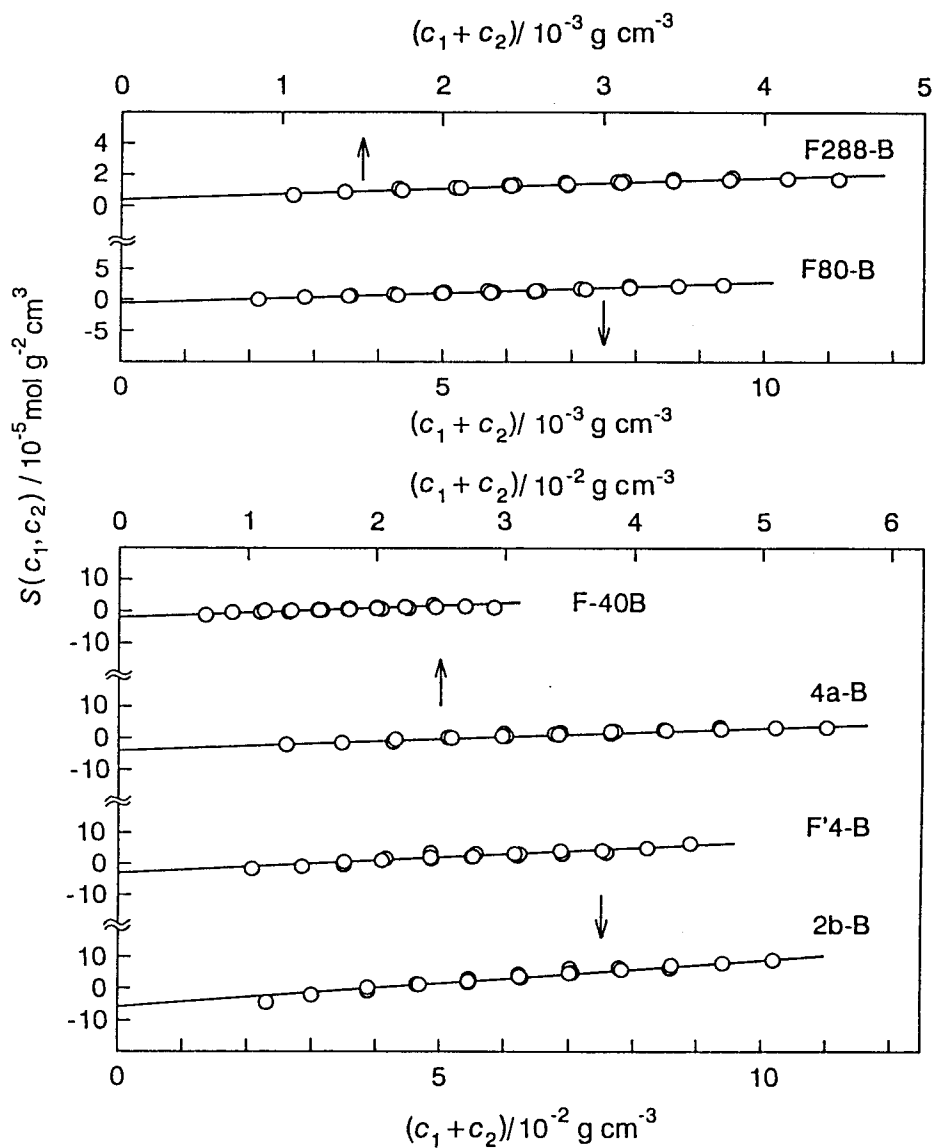 (c₁ + c₂)/ 10⁻³ g cm⁻³
0 1 2 3 4 5
4
2
0
F288-B
5
0
-5
F80-B
0 5 10
(c₁ + c₂)/ 10⁻³ g cm⁻³
(c₁ + c₂)/ 10⁻² g cm⁻³
0 1 2 3 4 5 6
S(c₁, c₂) / 10⁻⁵ mol g⁻² cm³
10
0
-10
F-40B
10
0
-10
4a-B
10
0
-10
F'4-B
10
0
-10
2b-B
0 5 10
(c₁ + c₂)/10⁻² g cm⁻³